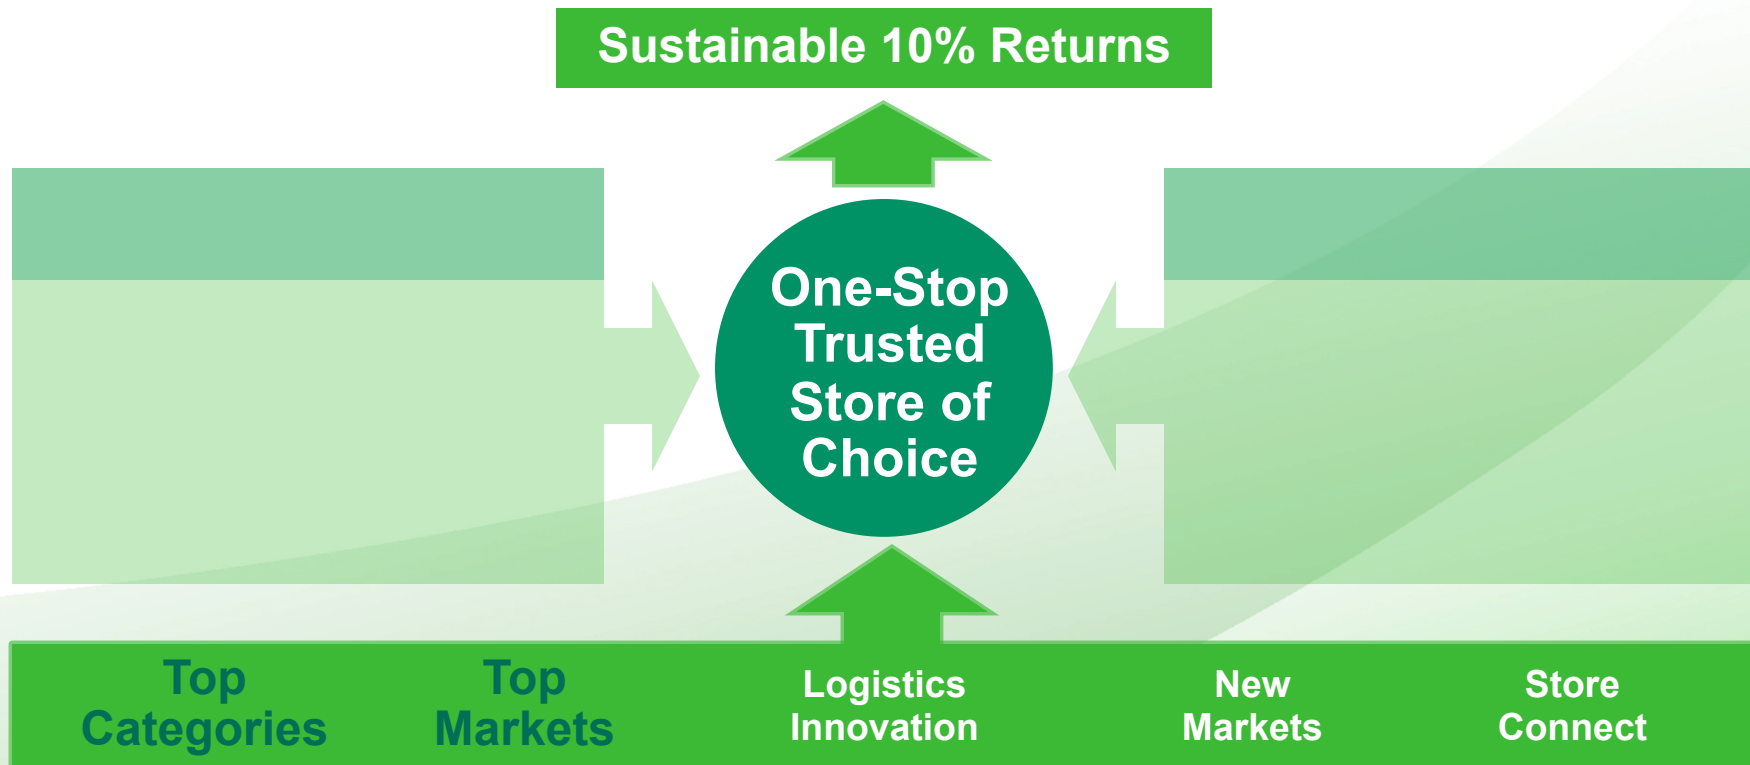 Sustainable 10% Returns
One-Stop
Trusted
Store of
Choice
Top
Categories
Top
Markets
Logistics
Innovation
New
Markets
Store
Connect